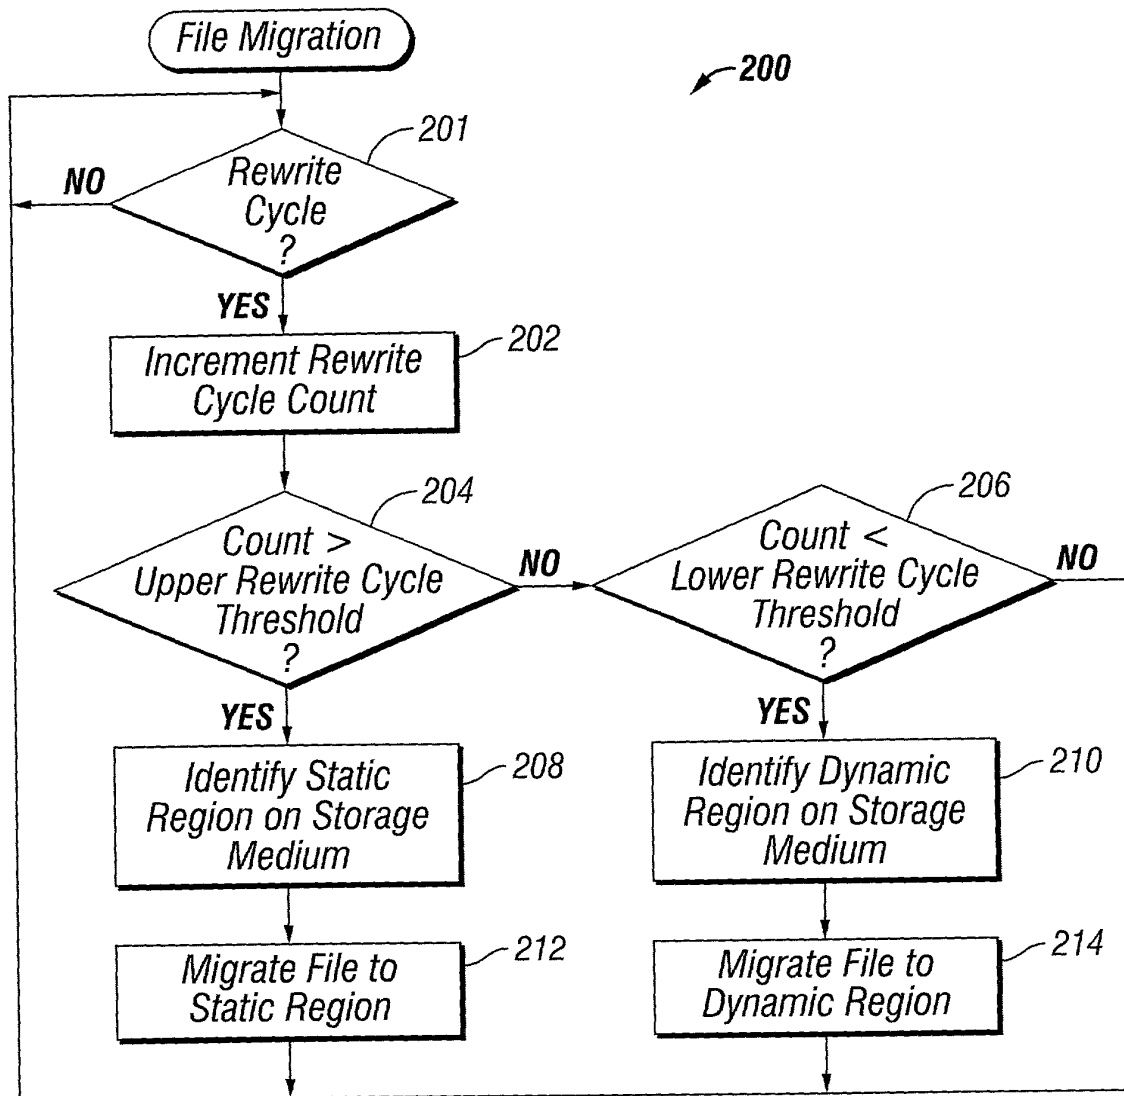 File Migration
200
201
Rewrite
Cycle
?
NO
YES
202
Increment Rewrite
Cycle Count
204
Count >
Upper Rewrite Cycle
Threshold
?
NO
YES
206
Count <
Lower Rewrite Cycle
Threshold
?
NO
YES
208
Identify Static
Region on Storage
Medium
210
Identify Dynamic
Region on Storage
Medium
212
Migrate File to
Static Region
214
Migrate File to
Dynamic Region